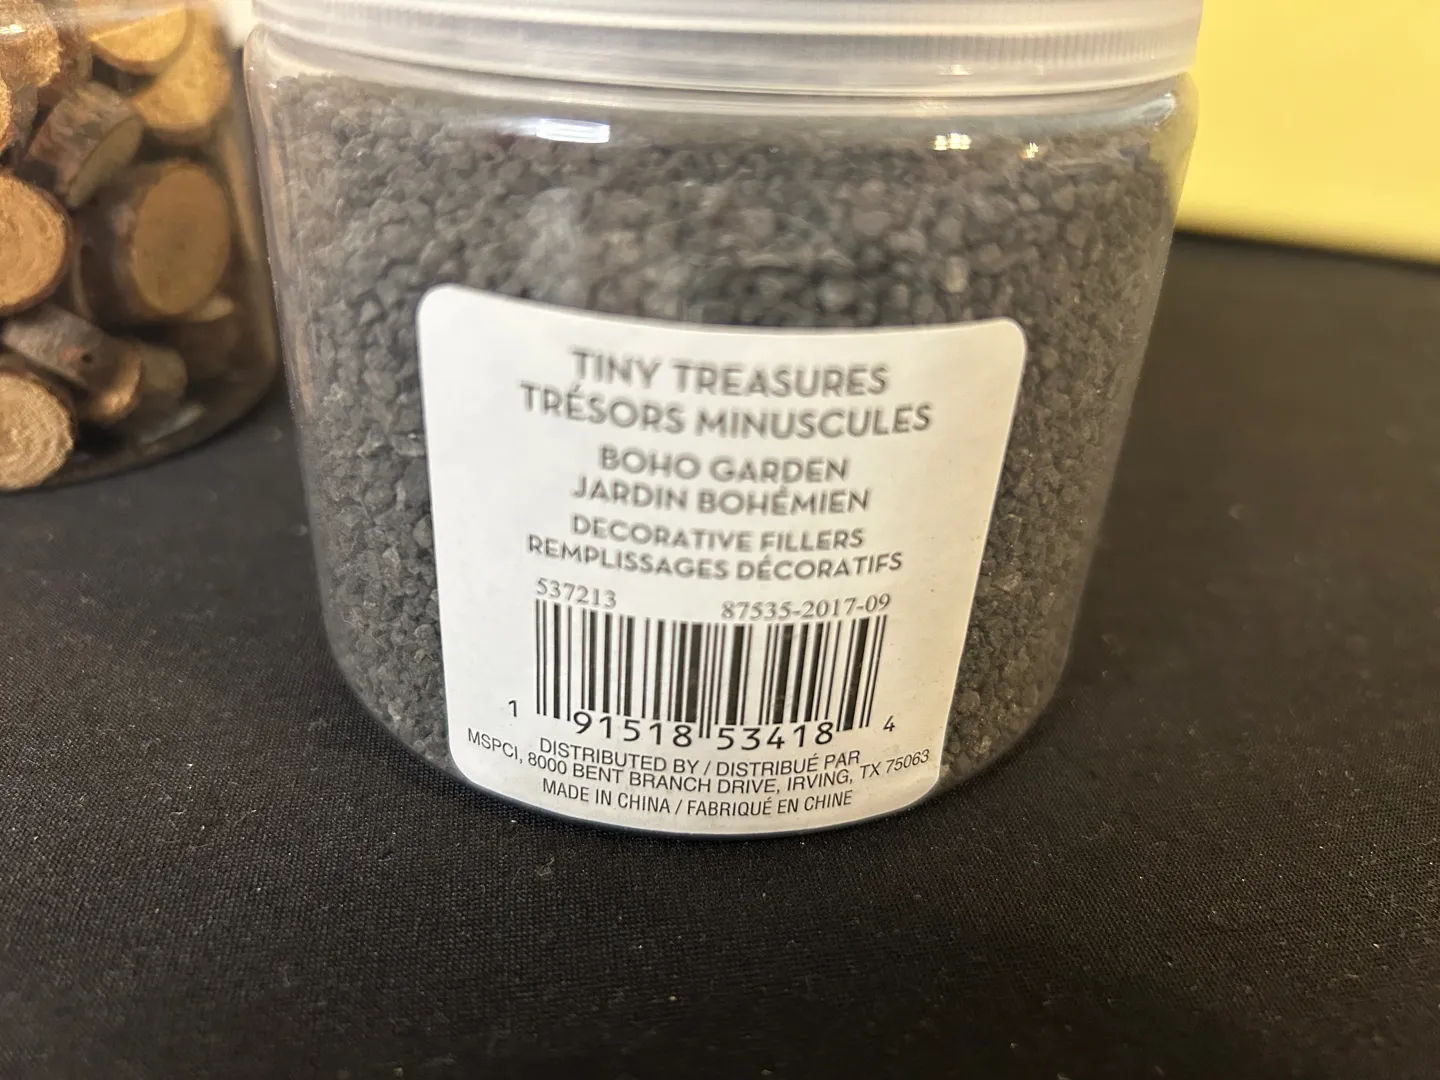 TINY TREASURES
TRÉSORS MINUSCULES
BOHO GARDEN
JARDIN BOHÉMIEN
DECORATIVE FILLERS
REMPLISSAGES DÉCORATIFS
537213 87535-2017-09
1 91518 53418 4
DISTRIBUTED BY / DISTRIBUÉ PAR
MSPCI, 8000 BENT BRANCH DRIVE, IRVING, TX 75063
MADE IN CHINA / FABRIQUÉ EN CHINE